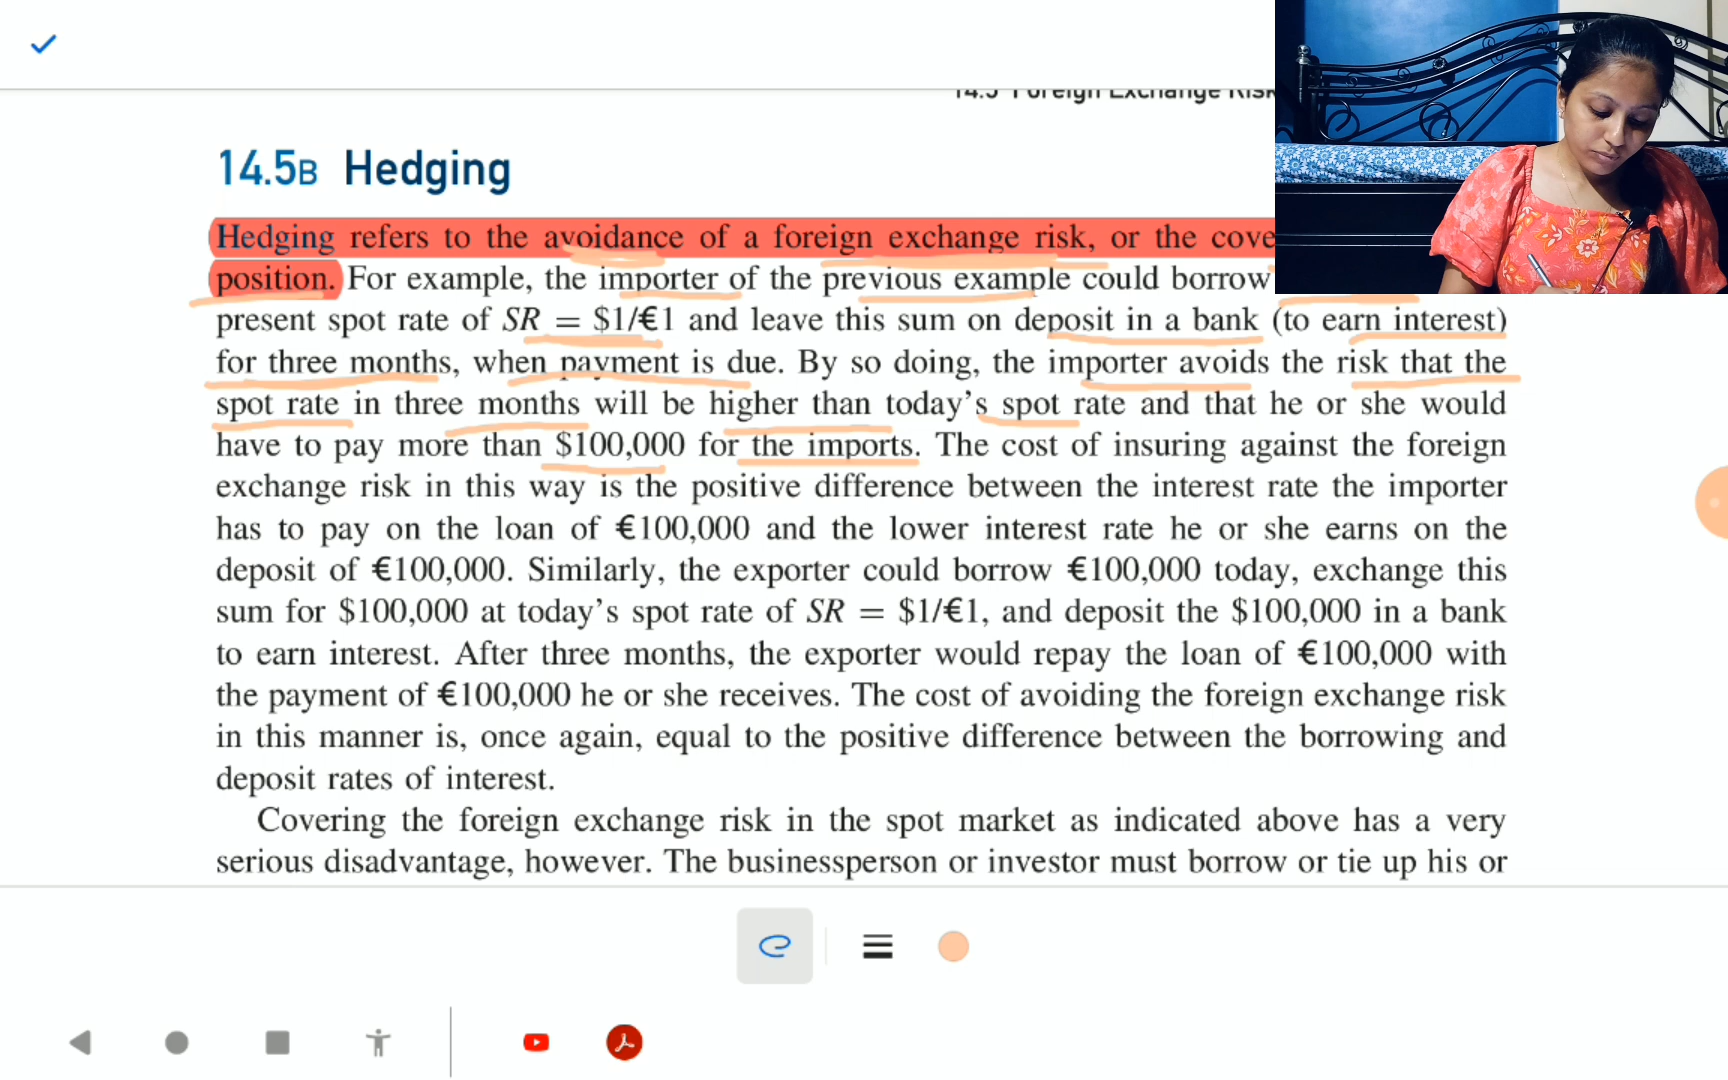 14.5 Foreign Exchange Risk
14.5B Hedging
Hedging refers to the avoidance of a foreign exchange risk, or the cove
position. For example, the importer of the previous example could borrow
present spot rate of SR = $1/€1 and leave this sum on deposit in a bank (to earn interest)
for three months, when payment is due. By so doing, the importer avoids the risk that the
spot rate in three months will be higher than today’s spot rate and that he or she would
have to pay more than $100,000 for the imports. The cost of insuring against the foreign
exchange risk in this way is the positive difference between the interest rate the importer
has to pay on the loan of €100,000 and the lower interest rate he or she earns on the
deposit of €100,000. Similarly, the exporter could borrow €100,000 today, exchange this
sum for $100,000 at today’s spot rate of SR = $1/€1, and deposit the $100,000 in a bank
to earn interest. After three months, the exporter would repay the loan of €100,000 with
the payment of €100,000 he or she receives. The cost of avoiding the foreign exchange risk
in this manner is, once again, equal to the positive difference between the borrowing and
deposit rates of interest.
Covering the foreign exchange risk in the spot market as indicated above has a very
serious disadvantage, however. The businessperson or investor must borrow or tie up his or